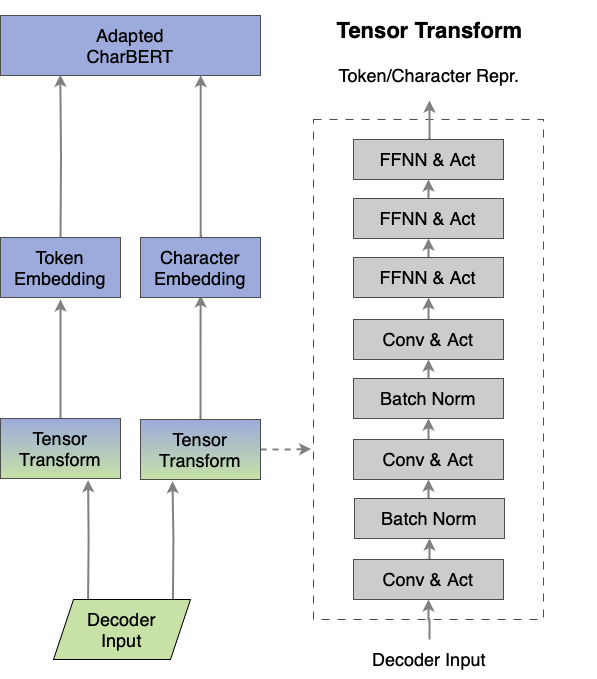 Adapted
CharBERT
Token
Embedding
Character
Embedding
Tensor
Transform
Tensor
Transform
Decoder
Input
Tensor Transform
Token/Character Repr.
FFNN & Act
FFNN & Act
FFNN & Act
Conv & Act
Batch Norm
Conv & Act
Batch Norm
Conv & Act
Decoder Input